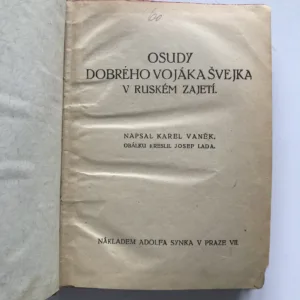 OSUDY
DOBRÉHO VOJÁKA ŠVEJKA
V RUSKÉM ZAJETÍ.
NAPSAL KAREL VANĚK.
OBÁLKU KRESLIL JOSEF LADA.
NÁKLADEM ADOLFA SYNKA V PRAZE VII.